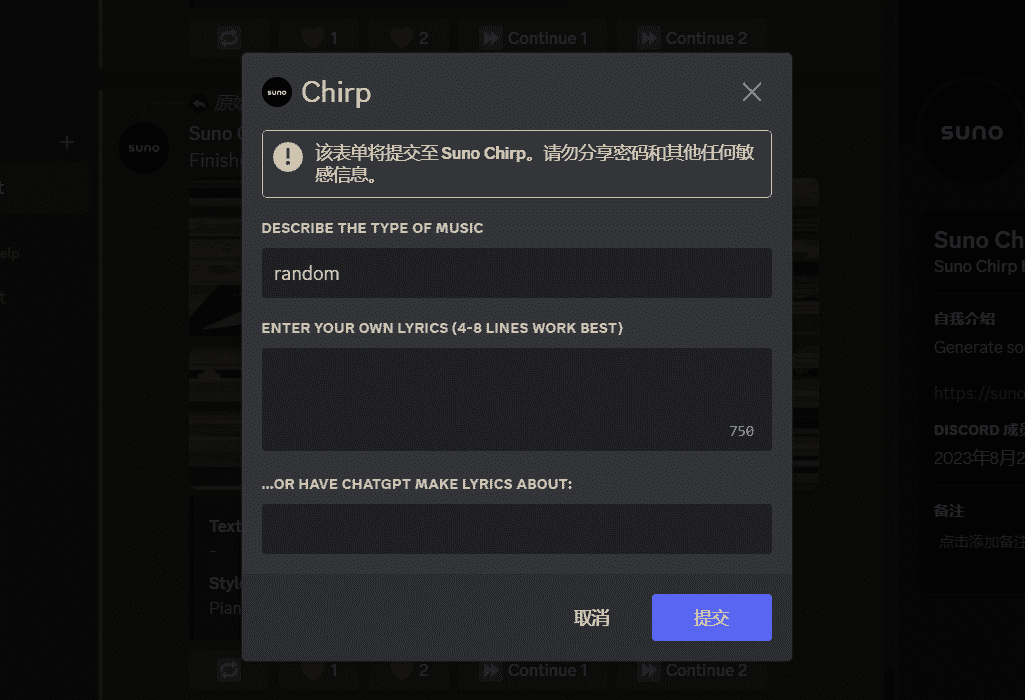 1
2
Continue 1
Continue 2
suno
Chirp
该表单将提交至 Suno Chirp。请勿分享密码和其他任何敏
感信息。
DESCRIBE THE TYPE OF MUSIC
random
ENTER YOUR OWN LYRICS (4-8 LINES WORK BEST)
750
...OR HAVE CHATGPT MAKE LYRICS ABOUT:
取消
提交
suno
Suno
Finish
Text
-
Style
Pian
1
2
Continue 1
Continue 2
suno
Suno Ch
Suno Chirp
自我介绍
Generate so
https://suno
DISCORD 成员
2023年8月2
备注
点击添加备注